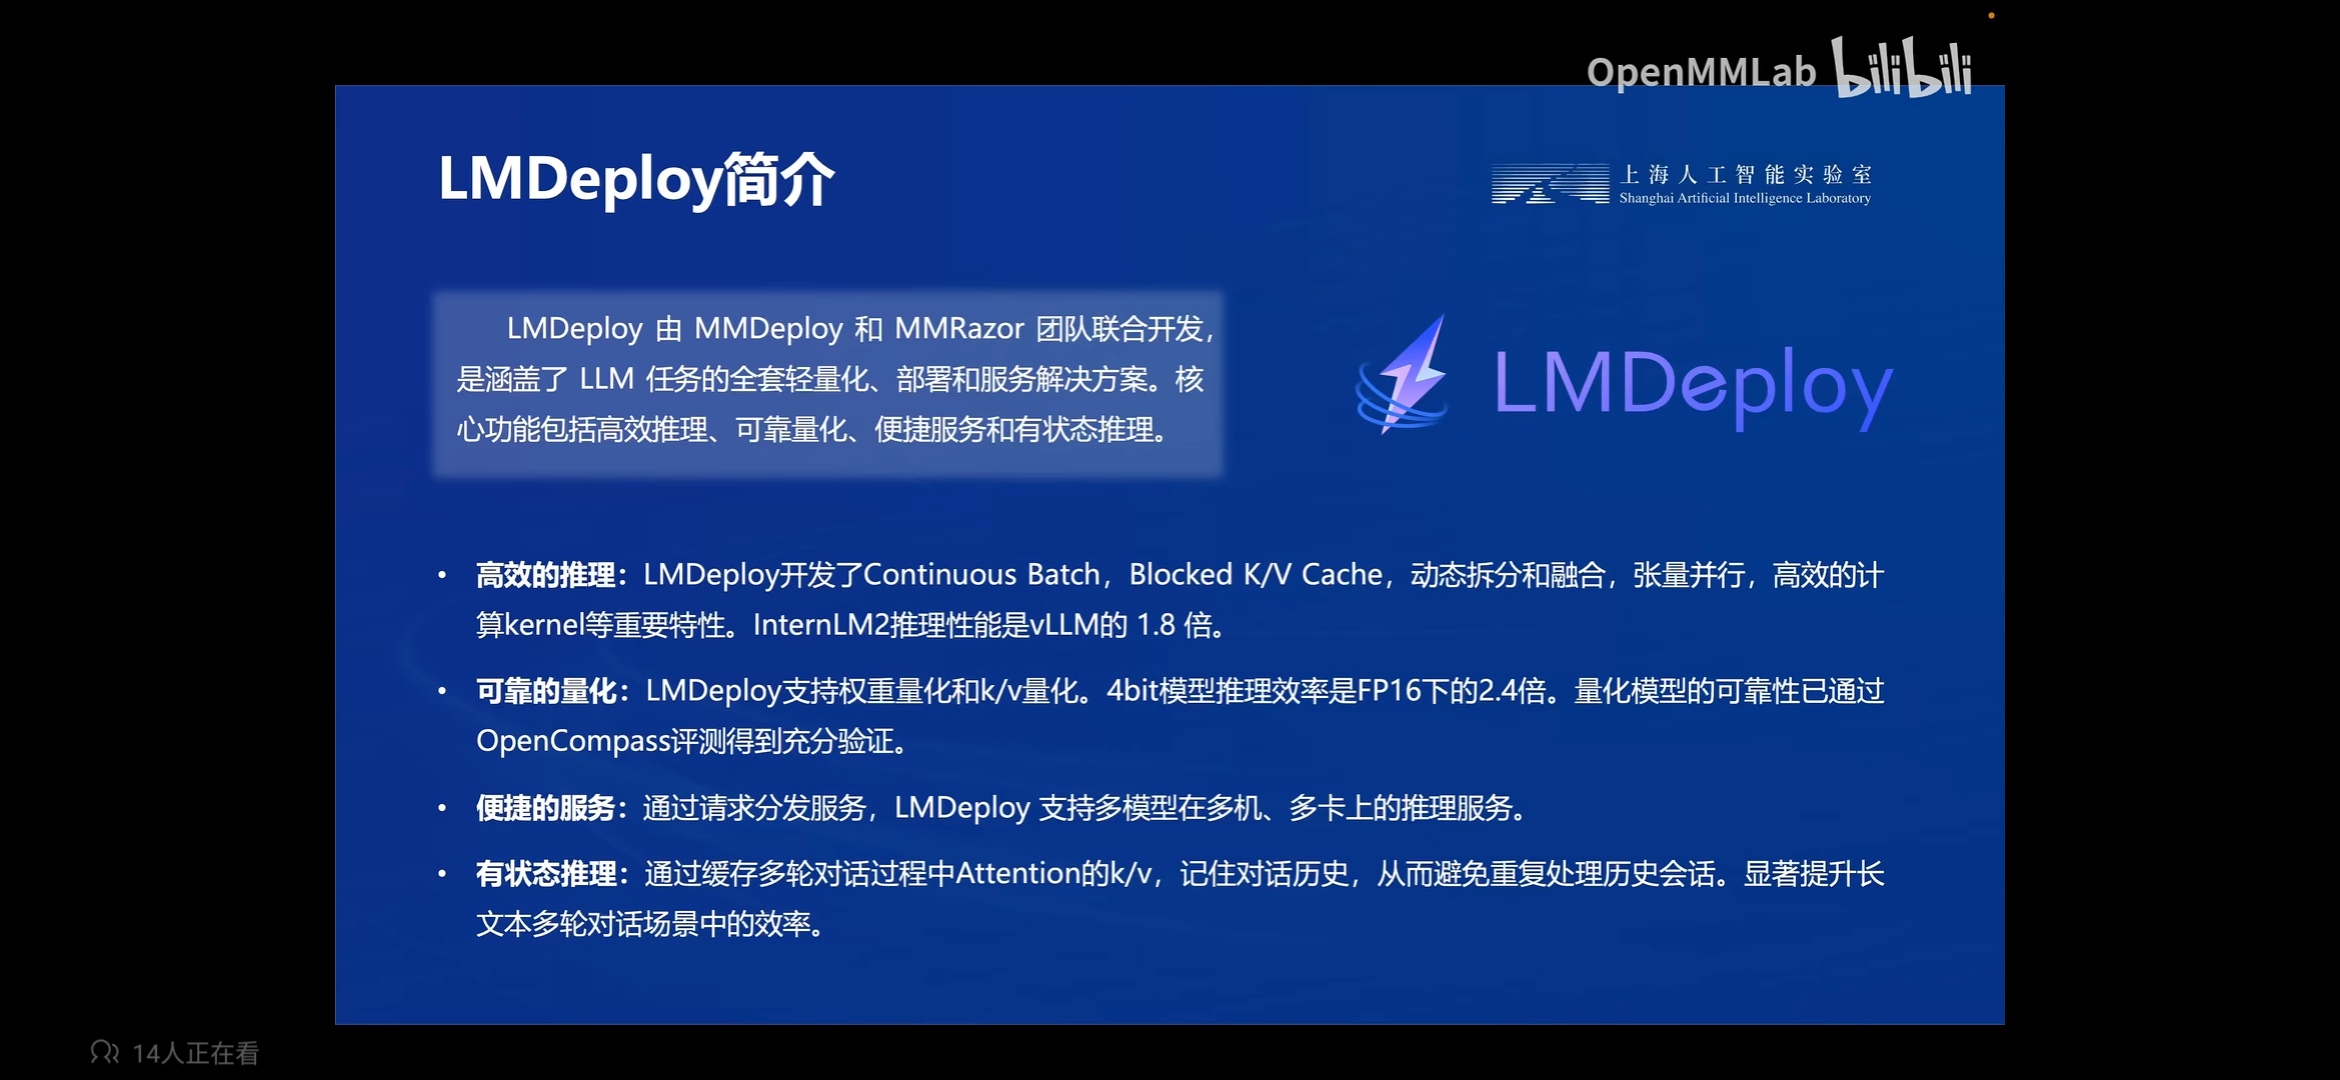 OpenMMLab bilibili
LMDeploy简介
上海人工智能实验室
Shanghai Artificial Intelligence Laboratory
LMDeploy 由 MMDeploy 和 MMRazor 团队联合开发，
是涵盖了 LLM 任务的全套轻量化、部署和服务解决方案。核
心功能包括高效推理、可靠量化、便捷服务和有状态推理。
LMDeploy
• 高效的推理：LMDeploy开发了Continuous Batch，Blocked K/V Cache，动态拆分和融合，张量并行，高效的计
算kernel等重要特性。InternLM2推理性能是vLLM的 1.8 倍。
• 可靠的量化：LMDeploy支持权重量化和k/v量化。4bit模型推理效率是FP16下的2.4倍。量化模型的可靠性已通过
OpenCompass评测得到充分验证。
• 便捷的服务：通过请求分发服务，LMDeploy 支持多模型在多机、多卡上的推理服务。
• 有状态推理：通过缓存多轮对话过程中Attention的k/v，记住对话历史，从而避免重复处理历史会话。显著提升长
文本多轮对话场景中的效率。
14人正在看